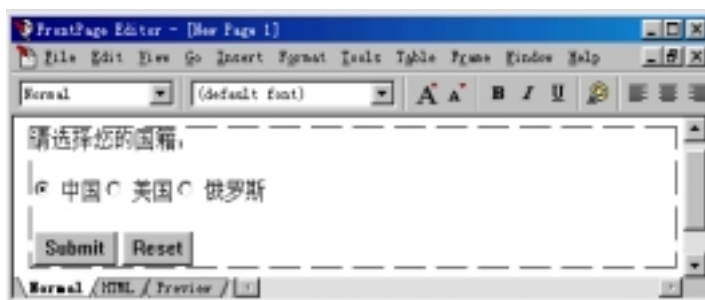 FrontPage Editor - [New Page 1]
File Edit View Go Insert Format Tools Table Frame Window Help
Normal (default font) A A B I U
请选择您的国籍:
中国 美国 俄罗斯
Submit Reset
Normal HTML Preview